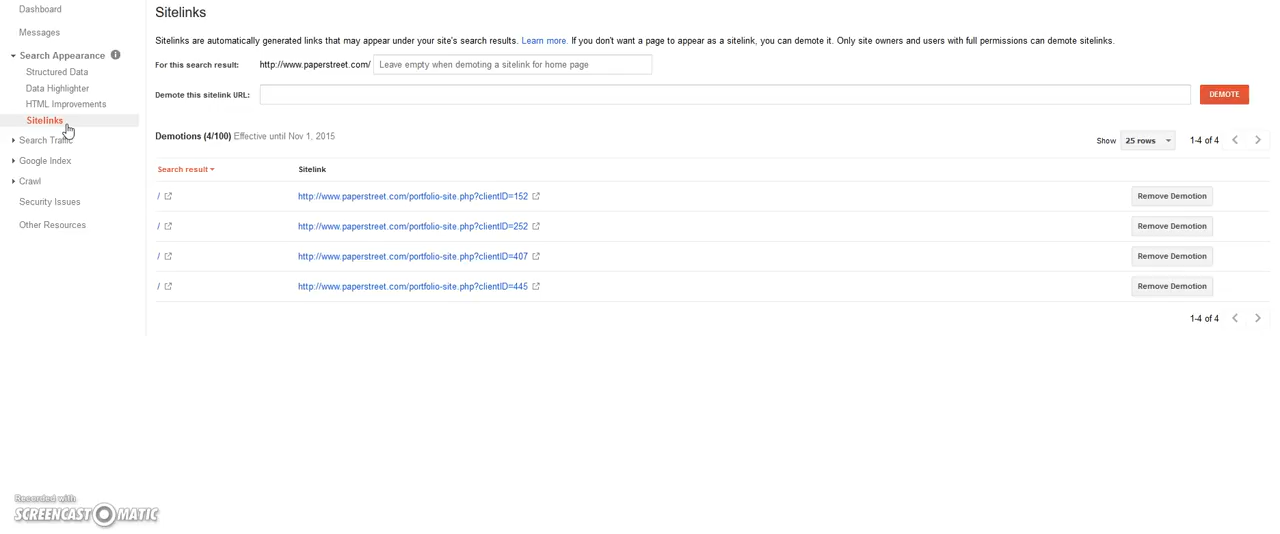 Dashboard
Messages
Search Appearance
Structured Data
Data Highlighter
HTML Improvements
Sitelinks
Search Traffic
Google Index
Crawl
Security Issues
Other Resources
Sitelinks
Sitelinks are automatically generated links that may appear under your site's search results. Learn more. If you don't want a page to appear as a sitelink, you can demote it. Only site owners and users with full permissions can demote sitelinks.
For this search result: http://www.paperstreet.com/ Leave empty when demoting a sitelink for home page
Demote this sitelink URL: DEMOTE
Demotions (4/100) Effective until Nov 1, 2015 Show 25 rows 1-4 of 4
Search result Sitelink
/ http://www.paperstreet.com/portfolio-site.php?clientID=152 Remove Demotion
/ http://www.paperstreet.com/portfolio-site.php?clientID=252 Remove Demotion
/ http://www.paperstreet.com/portfolio-site.php?clientID=407 Remove Demotion
/ http://www.paperstreet.com/portfolio-site.php?clientID=445 Remove Demotion
1-4 of 4
Recorded with
SCREENCAST O MATIC